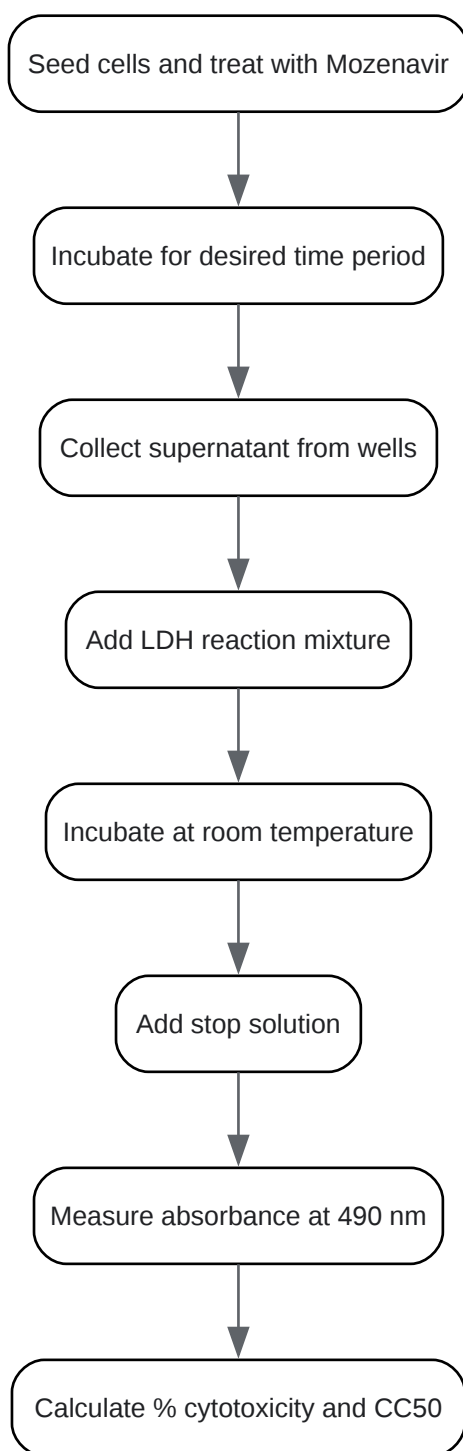 Seed cells and treat with Mozenavir
Incubate for desired time period
Collect supernatant from wells
Add LDH reaction mixture
Incubate at room temperature
Add stop solution
Measure absorbance at 490 nm
Calculate % cytotoxicity and CC50